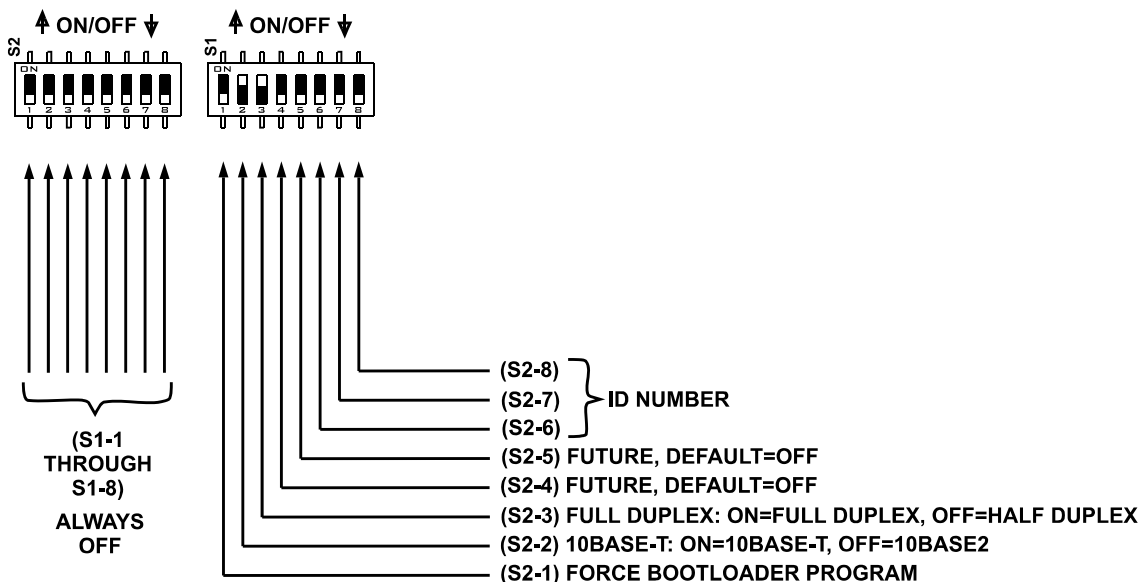 ON/OFF
ON/OFF
S2
S1
ON
ON
1 2 3 4 5 6 7 8
1 2 3 4 5 6 7 8
(S2-8)
(S2-7)
ID NUMBER
(S2-6)
(S1-1
THROUGH
S1-8)
ALWAYS
OFF
(S2-5) FUTURE, DEFAULT=OFF
(S2-4) FUTURE, DEFAULT=OFF
(S2-3) FULL DUPLEX: ON=FULL DUPLEX, OFF=HALF DUPLEX
(S2-2) 10BASE-T: ON=10BASE-T, OFF=10BASE2
(S2-1) FORCE BOOTLOADER PROGRAM